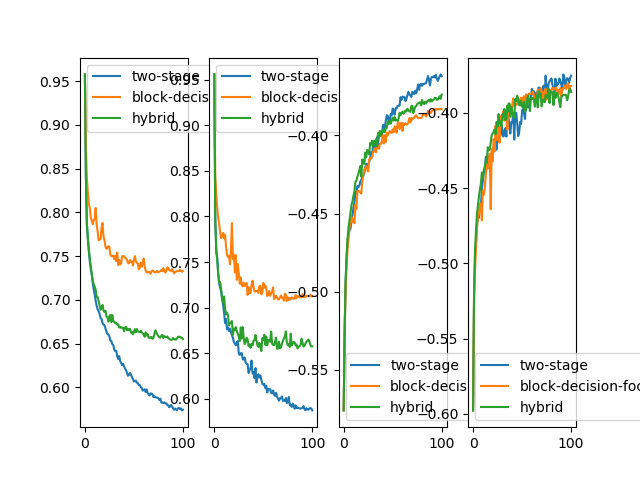 0.95
0.90
0.85
0.80
0.75
0.70
0.65
0.60
0
100
two-stage
block-decis
hybrid
0.95
0.90
0.85
0.80
0.75
0.70
0.65
0.60
0
100
two-stage
block-decis
hybrid
−0.40
−0.45
−0.50
−0.55
0
100
two-stage
block-decis
hybrid
−0.40
−0.45
−0.50
−0.55
−0.60
0
100
two-stage
block-decision-foc
hybrid